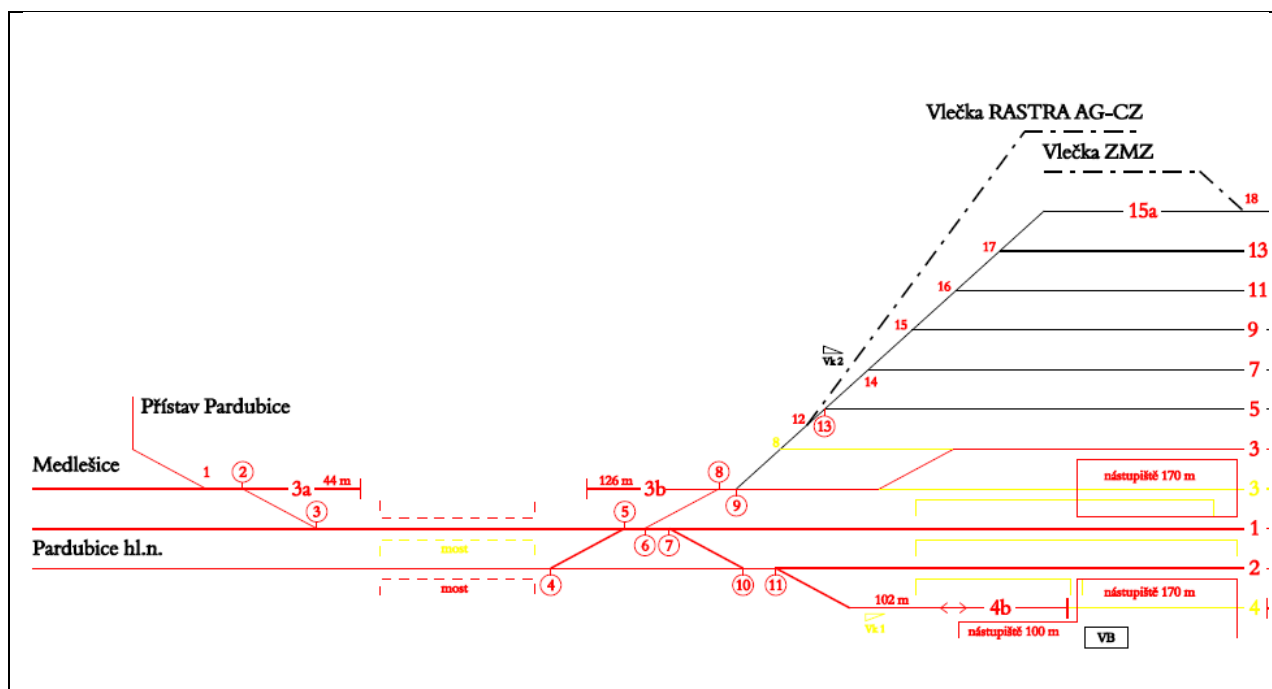 Vlečka RASTRA AG-CZ
Vlečka ZMZ
18
15a
17
13
16
11
15
9
Vk 2
14
7
12
13
5
Přístav Pardubice
8
3
Medlešice
1
2
3a
44 m
126 m
3b
8
9
nástupiště 170 m
3
3
5
6
7
1
Pardubice hl.n.
most
4
10
11
2
most
102 m
4b
nástupiště 170 m
4
Vk 1
nástupiště 100 m
VB